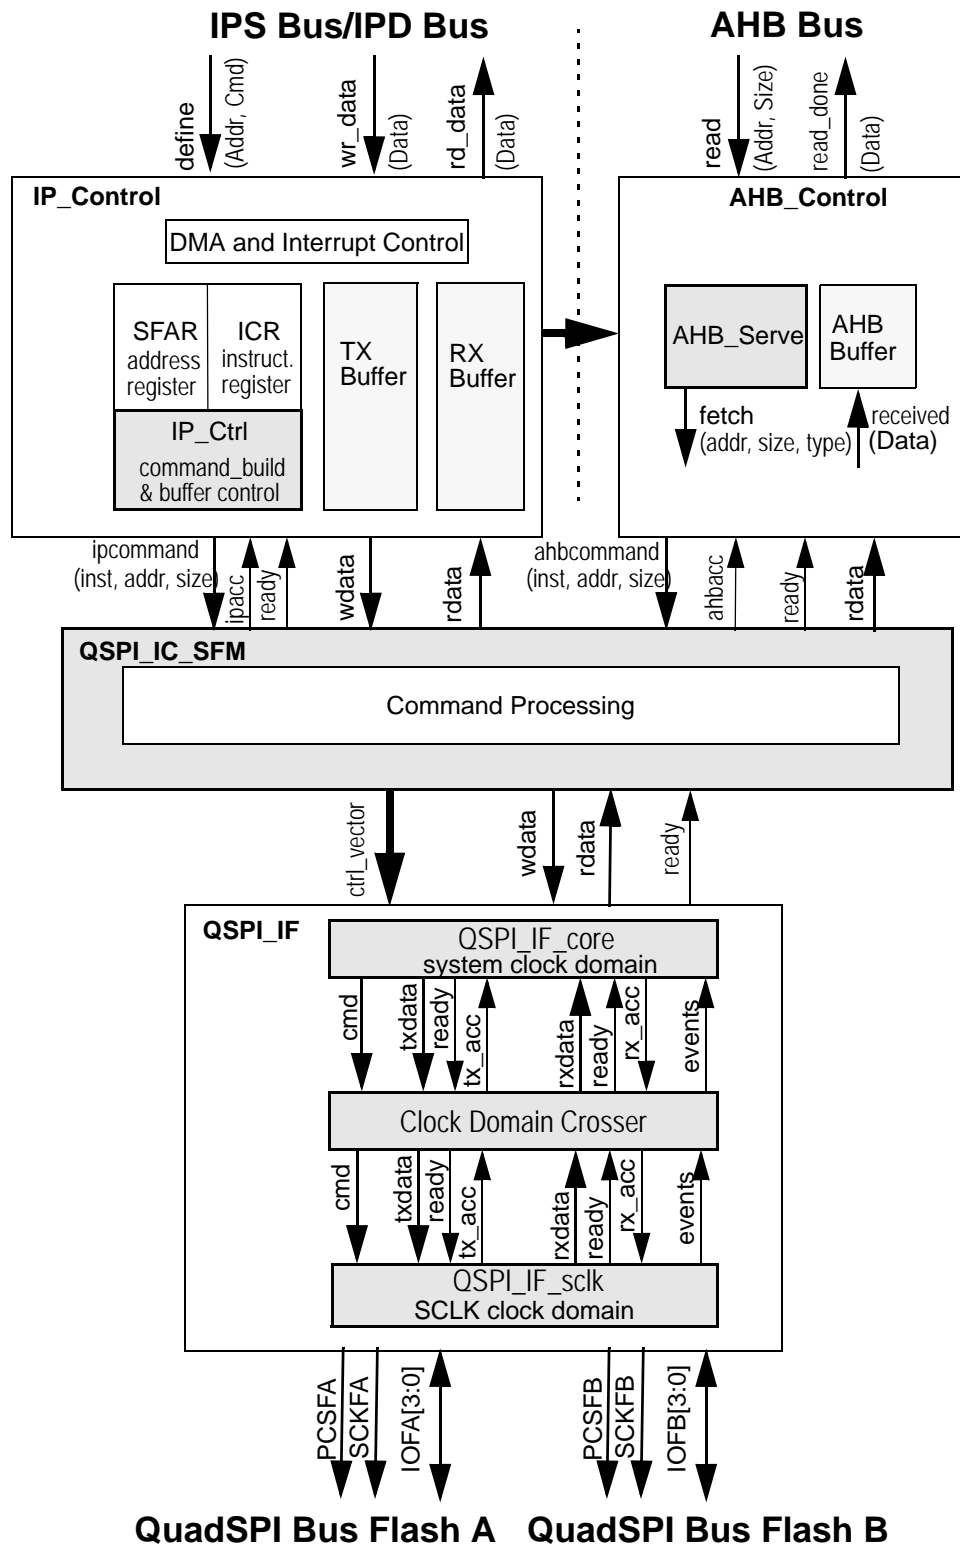 IPS Bus/IPD Bus
AHB Bus
define
(Addr, Cmd)
wr_data
(Data)
rd_data
(Data)
read
(Addr, Size)
read_done
(Data)
IP_Control
AHB_Control
DMA and Interrupt Control
SFAR
address
register
ICR
instruct.
register
TX
Buffer
RX
Buffer
AHB_Serve
AHB
Buffer
IP_Ctrl
command_build
& buffer control
fetch
(addr, size, type)
received
(Data)
ipcommand
(inst, addr, size)
ipacc
ready
wdata
rdata
ahbcommand
(inst, addr, size)
ahbacc
ready
rdata
QSPI_IC_SFM
Command Processing
ctrl_vector
wdata
rdata
ready
QSPI_IF
QSPI_IF_core
system clock domain
cmd
txdata
ready
tx_acc
rxdata
ready
rx_acc
events
Clock Domain Crosser
cmd
txdata
ready
tx_acc
rxdata
ready
rx_acc
events
QSPI_IF_sclk
SCLK clock domain
PCSFA
SCKFA
IOFA[3:0]
PCSFB
SCKFB
IOFB[3:0]
QuadSPI Bus Flash A
QuadSPI Bus Flash B